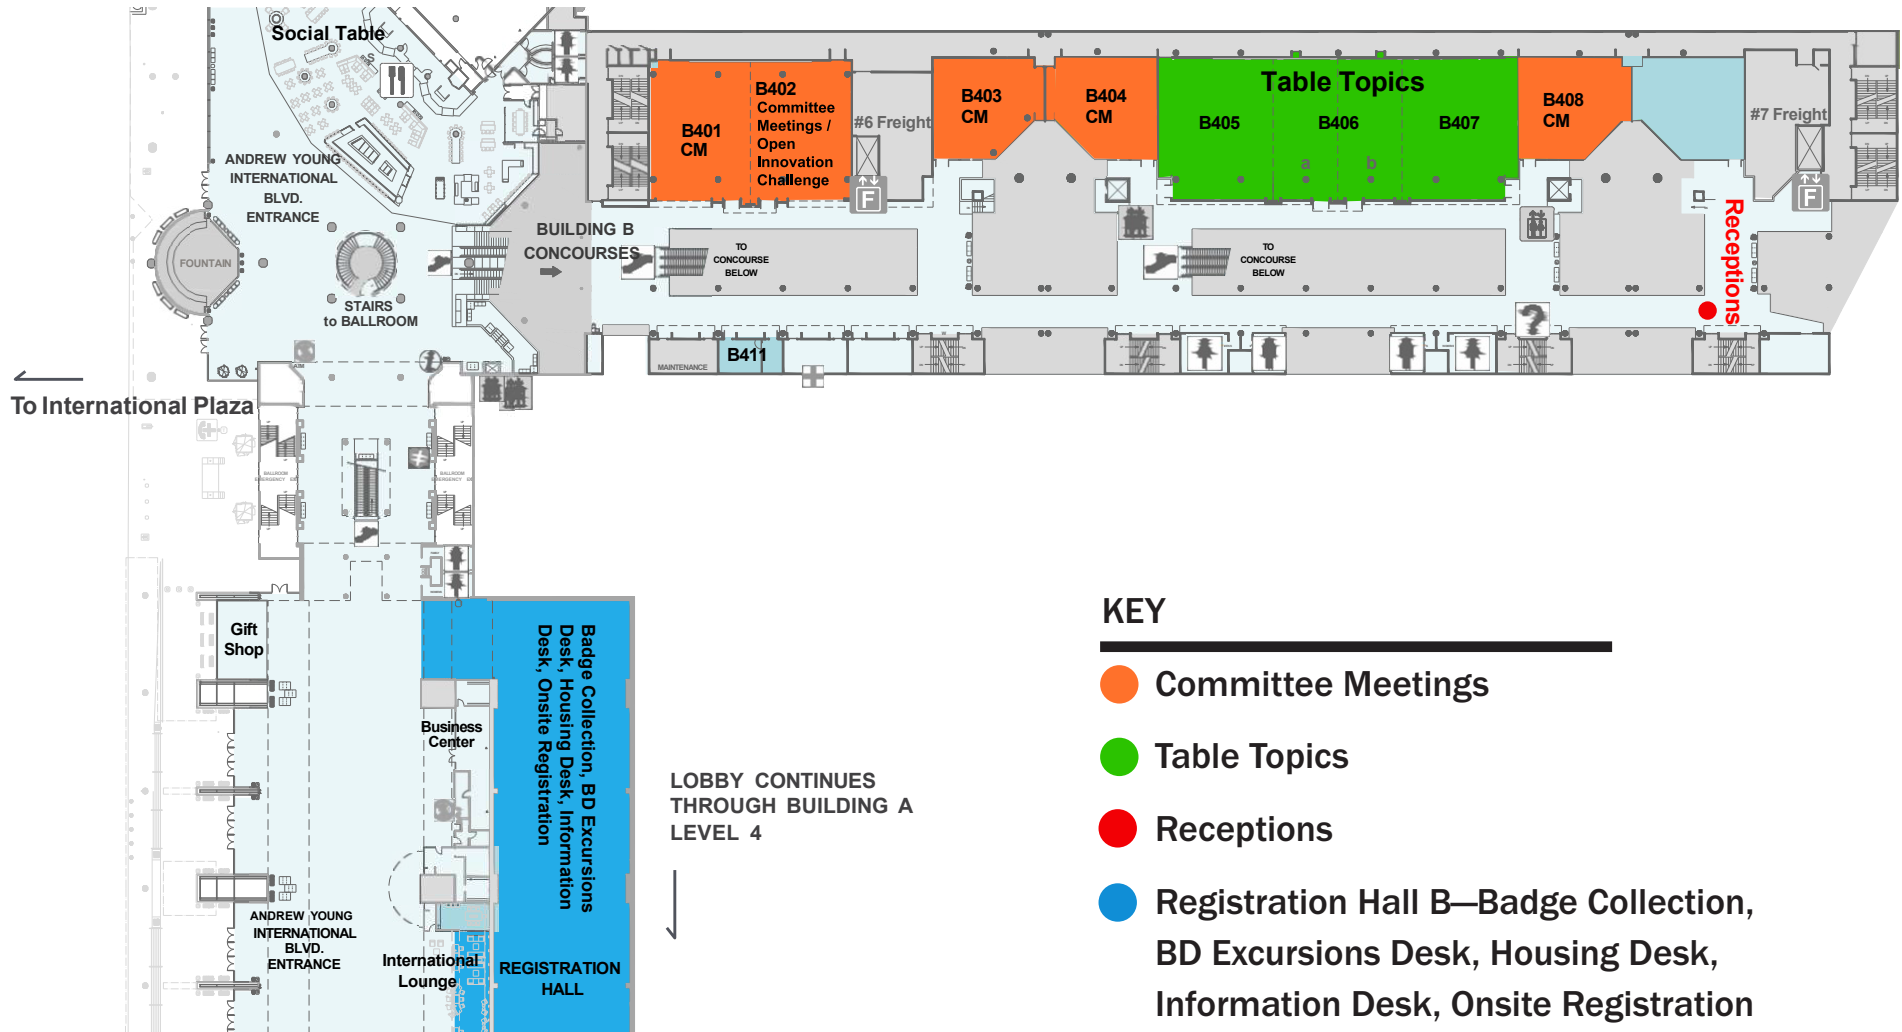 Social Table
S
ANDREW YOUNG
INTERNATIONAL
BLVD.
ENTRANCE
FOUNTAIN
STAIRS
to BALLROOM
BUILDING B
CONCOURSES
B401
CM
B402
Committee
Meetings /
Open
Innovation
Challenge
#6 Freight
F
B403
CM
B404
CM
Table Topics
B405
B406
B407
a
b
B408
CM
#7 Freight
F
TO
CONCOURSE
BELOW
TO
CONCOURSE
BELOW
Receptions
?
MAINTENANCE
B411
To International Plaza
BALLROOM
BALLROOM
Gift
Shop
Business
Center
Badge Collection, BD Excursions
Desk, Housing Desk, Information
Desk, Onsite Registration
LOBBY CONTINUES
THROUGH BUILDING A
LEVEL 4
ANDREW YOUNG
INTERNATIONAL
BLVD.
ENTRANCE
International
Lounge
REGISTRATION
HALL
KEY
Committee Meetings
Table Topics
Receptions
Registration Hall B—Badge Collection,
BD Excursions Desk, Housing Desk,
Information Desk, Onsite Registration